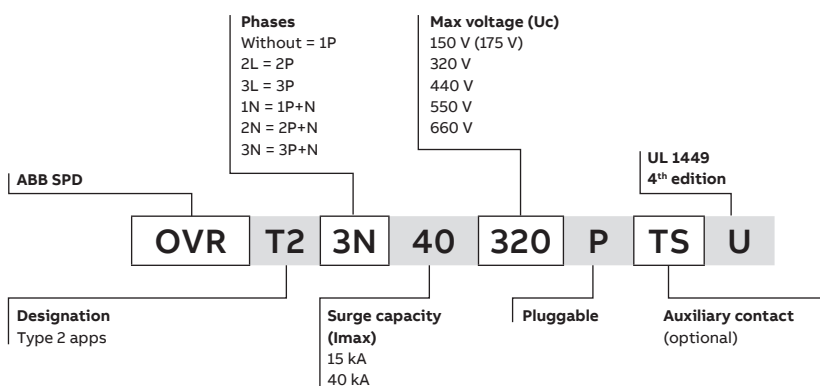 Phases
Without = 1P
2L = 2P
3L = 3P
1N = 1P+N
2N = 2P+N
3N = 3P+N
Max voltage (Uc)
150 V (175 V)
320 V
440 V
550 V
660 V
UL 1449
4th edition
ABB SPD
OVR T2 3N 40 320 P TS U
Designation
Type 2 apps
Surge capacity
(Imax)
15 kA
40 kA
Pluggable
Auxiliary contact
(optional)